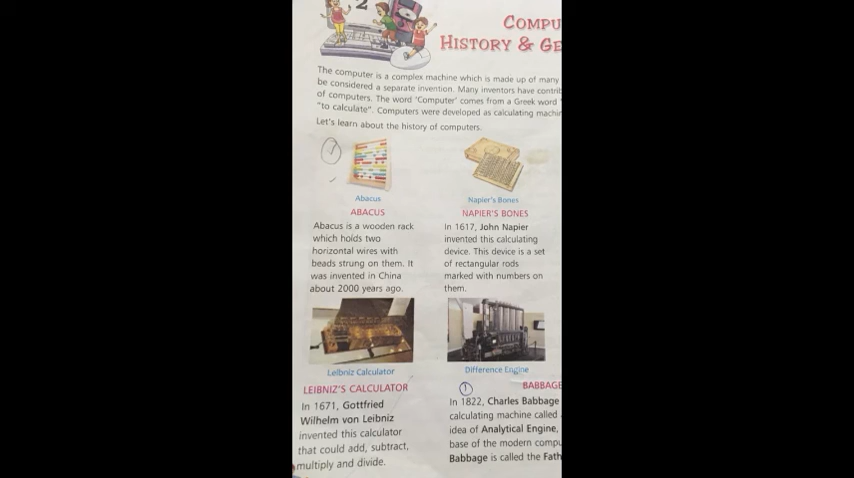 2
COMPU
HISTORY & GE
The computer is a complex machine which is made up of many
be considered a separate invention. Many inventors have contrib
of computers. The word 'Computer' comes from a Greek word
"to calculate". Computers were developed as calculating machin
Let's learn about the history of computers.
Abacus
ABACUS
Abacus is a wooden rack
which holds two
horizontal wires with
beads strung on them. It
was invented in China
about 2000 years ago.
Napier's Bones
NAPIER'S BONES
In 1617, John Napier
invented this calculating
device. This device is a set
of rectangular rods
marked with numbers on
them.
Leibniz Calculator
LEIBNIZ'S CALCULATOR
In 1671, Gottfried
Wilhelm von Leibniz
invented this calculator
that could add, subtract,
multiply and divide.
Difference Engine
1
BABBAGE
In 1822, Charles Babbage
calculating machine called
idea of Analytical Engine,
base of the modern compu
Babbage is called the Fath